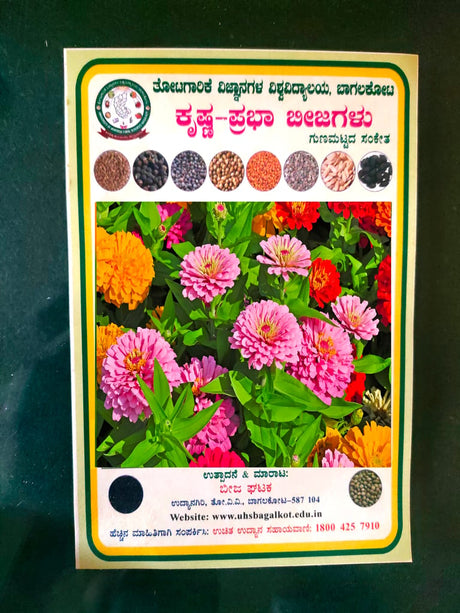 ತೋಟಗಾರಿಕೆ ವಿಜ್ಞಾನಗಳ ವಿಶ್ವವಿದ್ಯಾಲಯ, ಬಾಗಲಕೋಟ
ಕೃಷ್ಣ-ಪ್ರಭಾ ಬೀಜಗಳು
ಗುಣಮಟ್ಟದ ಸಂಕೇತ
ಉತ್ಪಾದನೆ & ಮಾರಾಟ:
ಬೀಜ ಘಟಕ
ಉದ್ಯಾನಗಿರಿ, ತೋ.ವಿ.ವಿ., ಬಾಗಲಕೋಟ-587 104
Website: www.uhsbagalkot.edu.in
ಹೆಚ್ಚಿನ ಮಾಹಿತಿಗಾಗಿ ಸಂಪರ್ಕಿಸಿ: ಉಚಿತ ಉದ್ಯಾನ ಸಹಾಯವಾಣಿ: 1800 425 7910